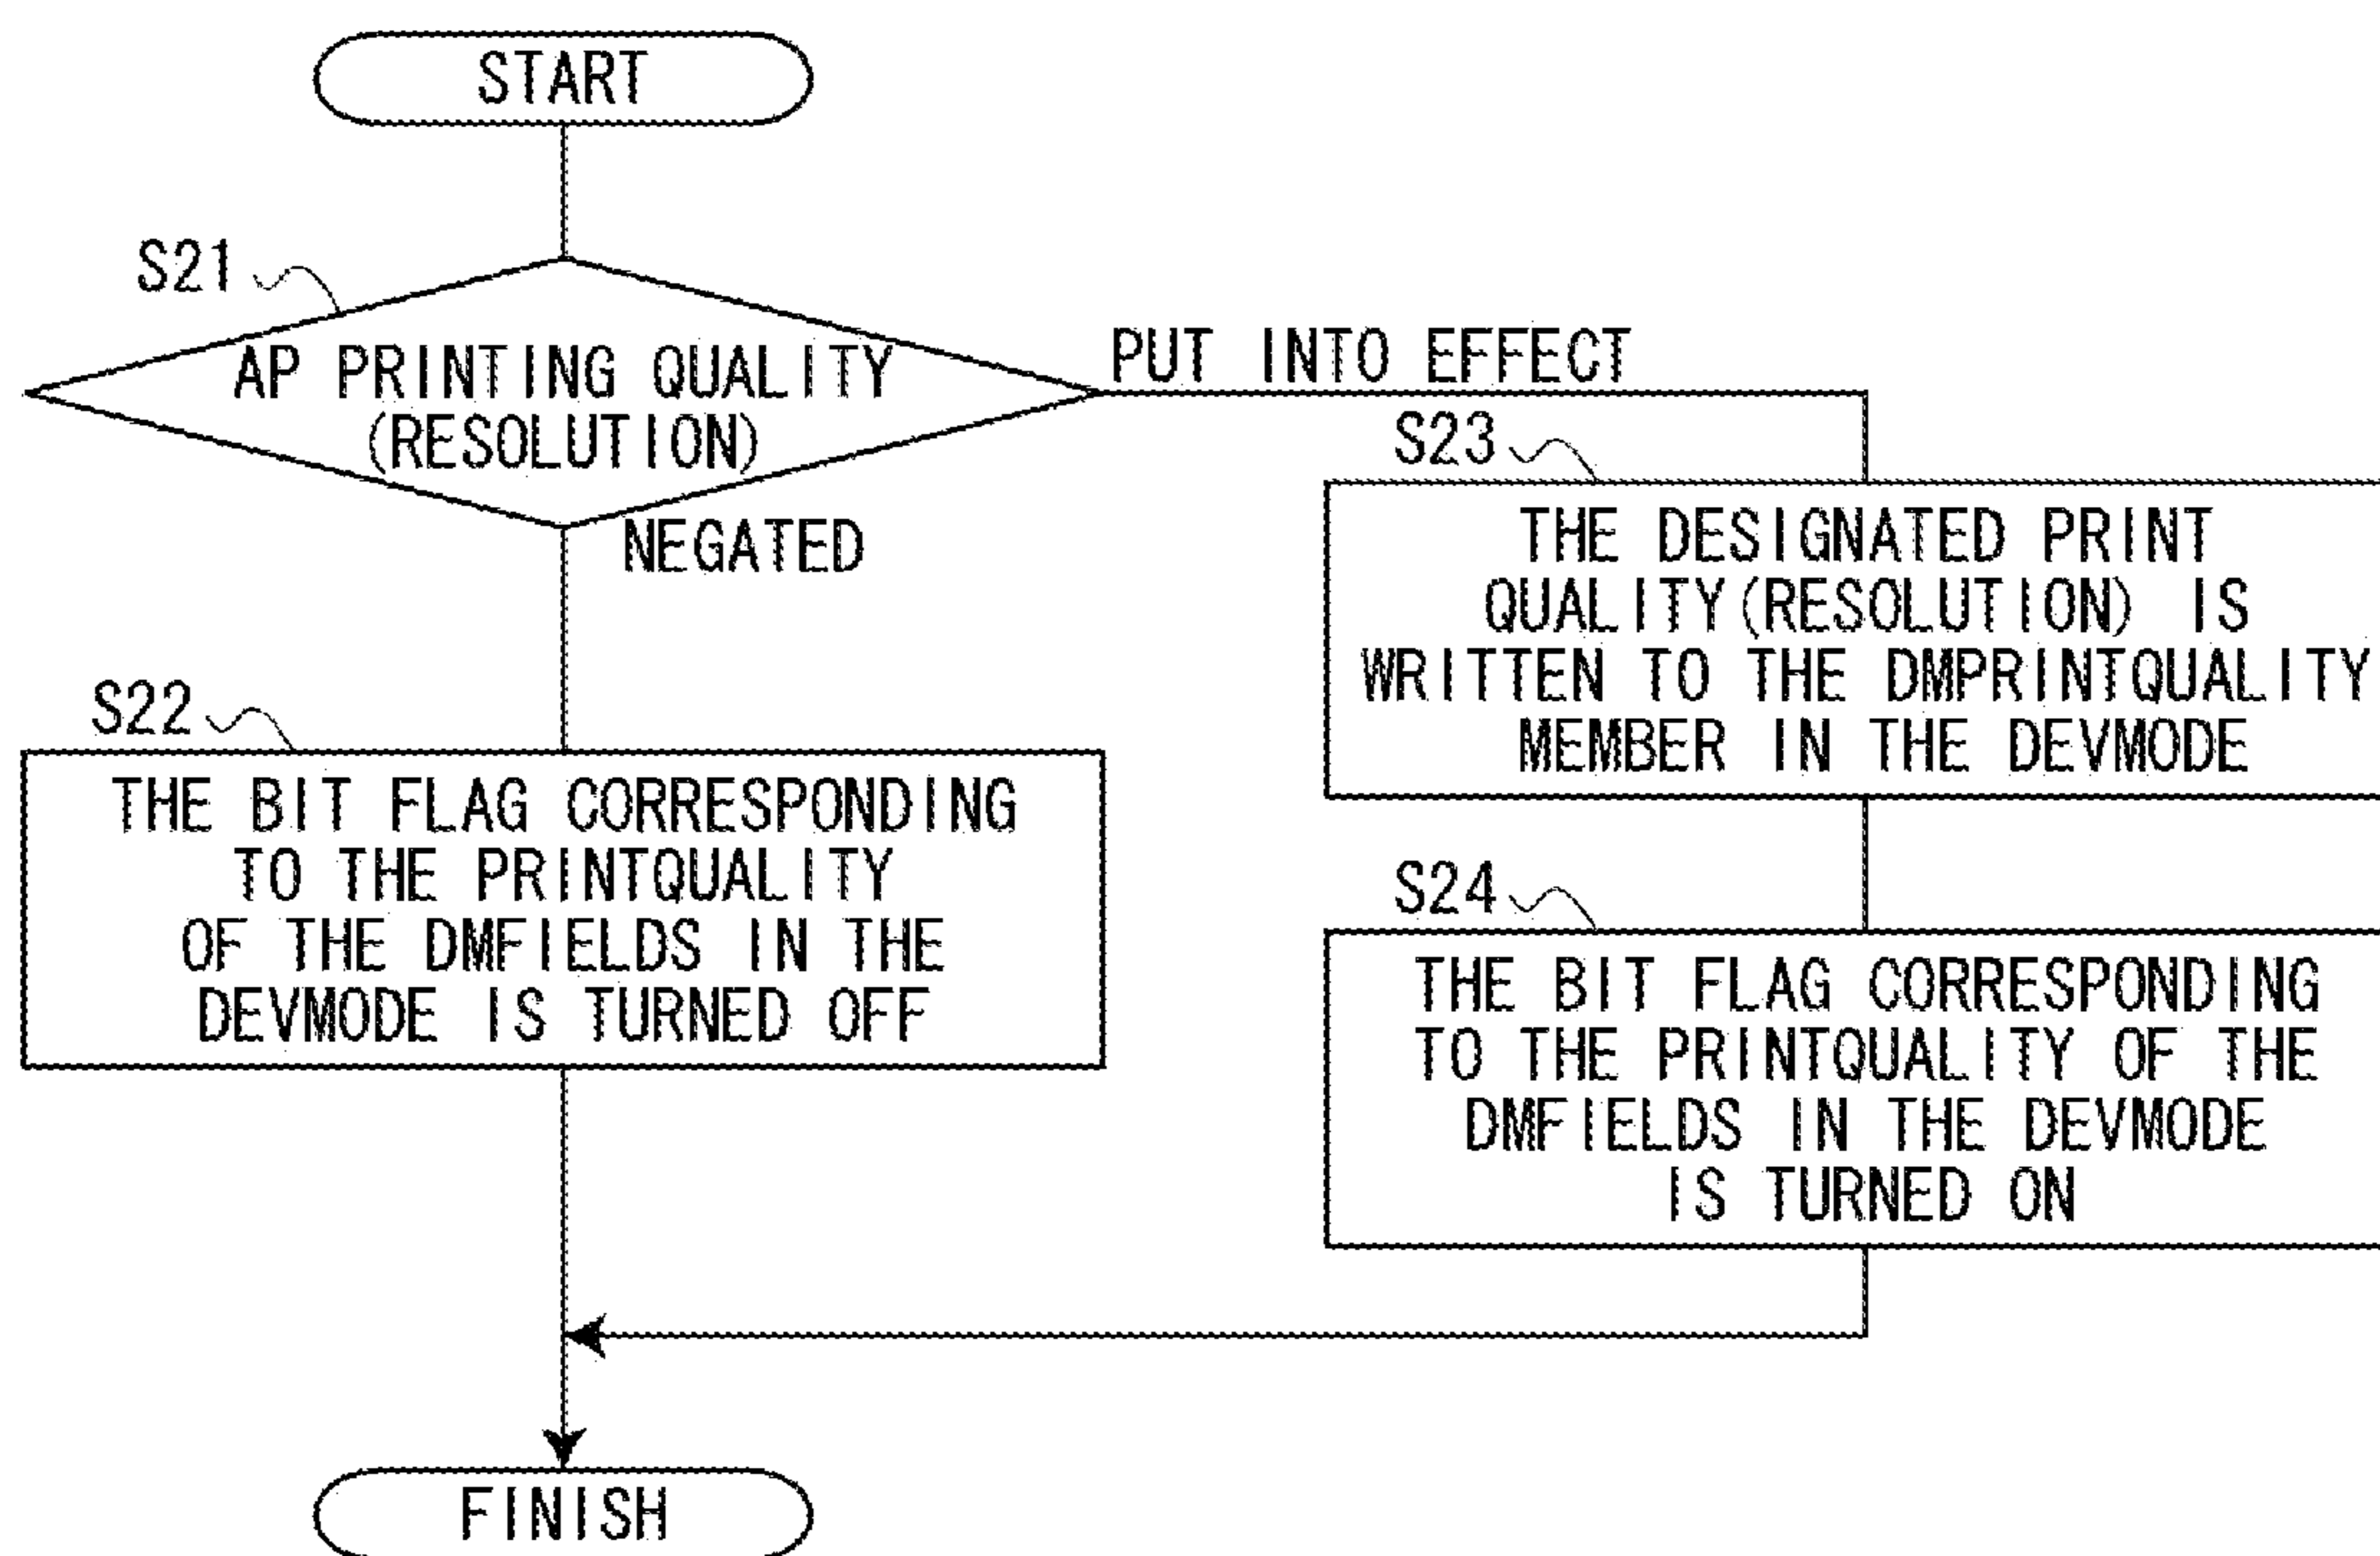 START
S21
AP PRINTING QUALITY
(RESOLUTION)
PUT INTO EFFECT
NEGATED
S22
THE BIT FLAG CORRESPONDING
TO THE PRINTQUALITY
OF THE DMFIELDS IN THE
DEVMODE IS TURNED OFF
S23
THE DESIGNATED PRINT
QUALITY(RESOLUTION) IS
WRITTEN TO THE DMPRINTQUALITY
MEMBER IN THE DEVMODE
S24
THE BIT FLAG CORRESPONDING
TO THE PRINTQUALITY OF THE
DMFIELDS IN THE DEVMODE
IS TURNED ON
FINISH